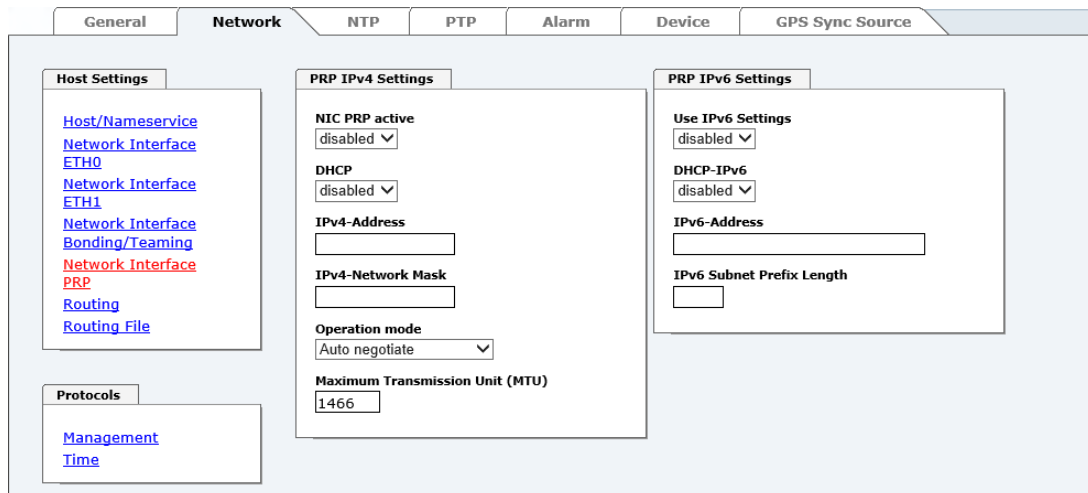 General Network NTP PTP Alarm Device GPS Sync Source
Host Settings
Host/Nameservice
Network Interface
ETH0
Network Interface
ETH1
Network Interface
Bonding/Teaming
Network Interface
PRP
Routing
Routing File
Protocols
Management
Time
PRP IPv4 Settings
NIC PRP active
disabled
DHCP
disabled
IPv4-Address
IPv4-Network Mask
Operation mode
Auto negotiate
Maximum Transmission Unit (MTU)
1466
PRP IPv6 Settings
Use IPv6 Settings
disabled
DHCP-IPv6
disabled
IPv6-Address
IPv6 Subnet Prefix Length